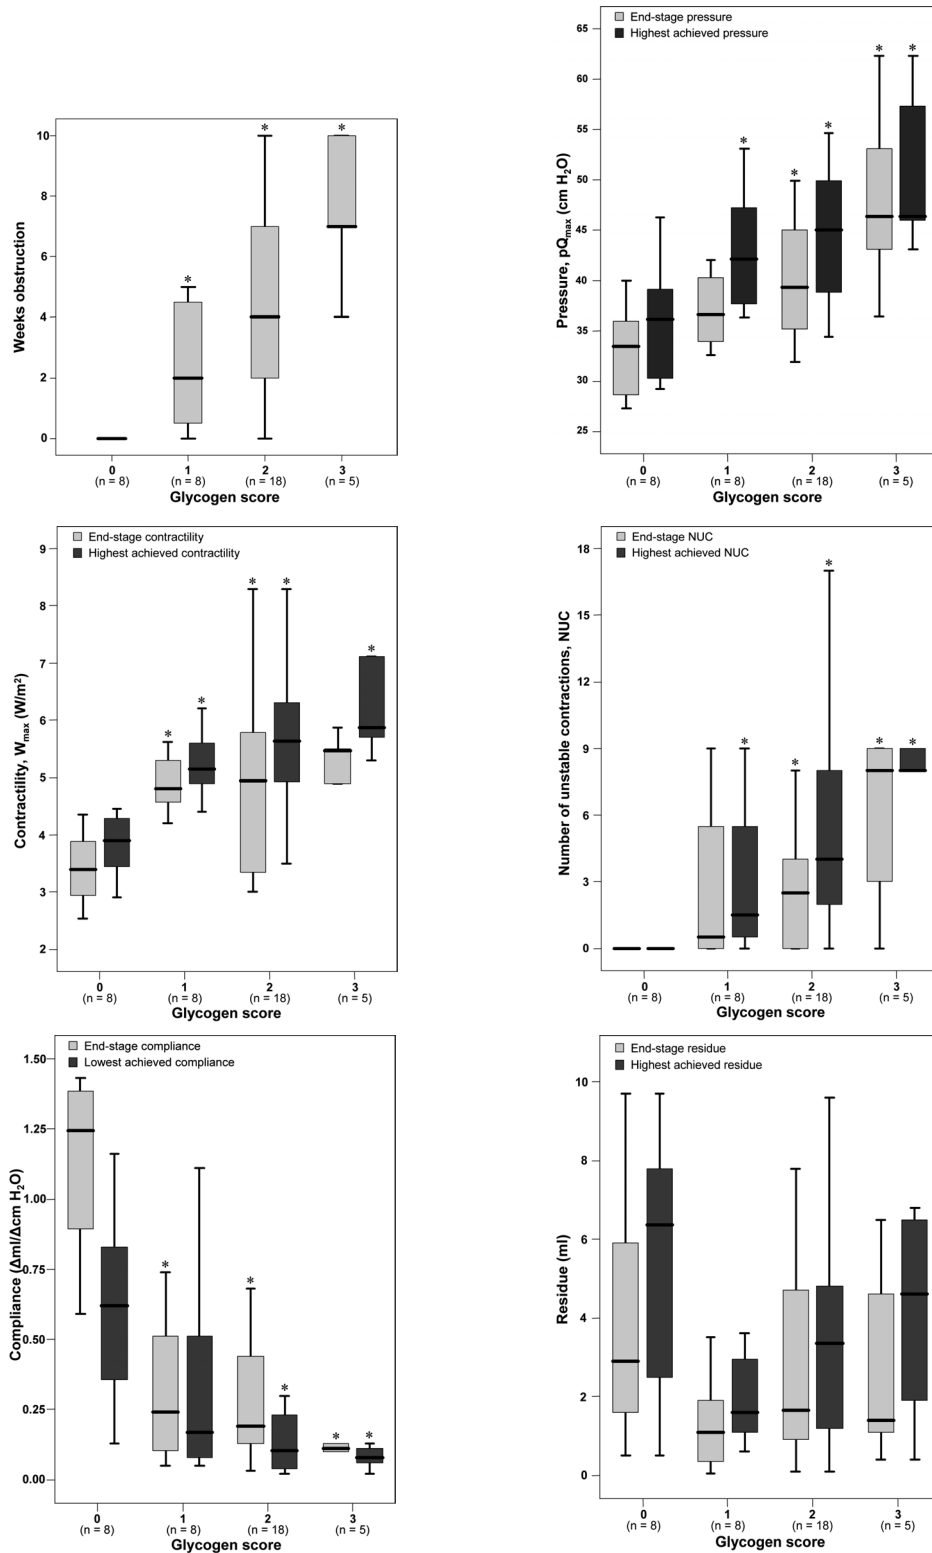 Weeks obstruction
10
8
6
4
2
0
*
*
*
0
1
2
3
(n = 8)
(n = 8)
(n = 18)
(n = 5)
Glycogen score
End-stage pressure
Highest achieved pressure
Pressure, pQmax (cm H2O)
65
60
55
50
45
40
35
30
25
*
*
*
*
*
0
1
2
3
(n = 8)
(n = 8)
(n = 18)
(n = 5)
Glycogen score
End-stage contractility
Highest achieved contractility
Contractility, Wmax (W/m²)
9
8
7
6
5
4
3
2
*
*
*
*
*
0
1
2
3
(n = 8)
(n = 8)
(n = 18)
(n = 5)
Glycogen score
End-stage NUC
Highest achieved NUC
Number of unstable contractions, NUC
18
15
12
9
6
3
0
*
*
*
*
*
0
1
2
3
(n = 8)
(n = 8)
(n = 18)
(n = 5)
Glycogen score
End-stage compliance
Lowest achieved compliance
Compliance (Δml/Δcm H2O)
1.50
1.25
1.00
0.75
0.50
0.25
0.00
*
*
*
*
*
0
1
2
3
(n = 8)
(n = 8)
(n = 18)
(n = 5)
Glycogen score
End-stage residue
Highest achieved residue
Residue (ml)
10
8
6
4
2
0
0
1
2
3
(n = 8)
(n = 8)
(n = 18)
(n = 5)
Glycogen score